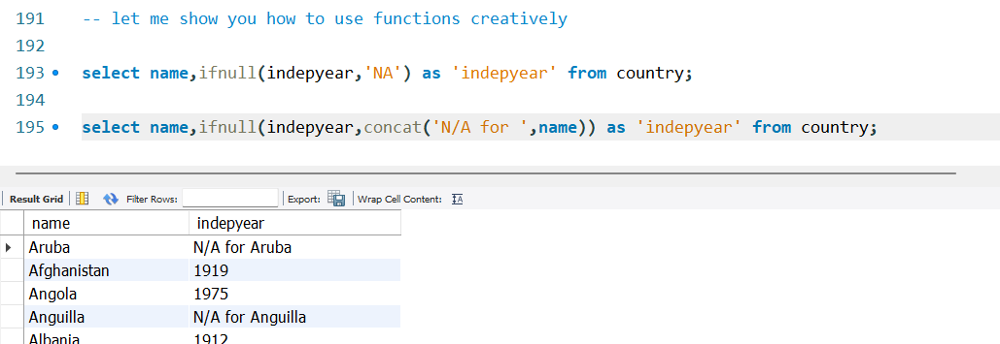 191 -- let me show you how to use functions creatively
192
193 select name,ifnull(indepyear,'NA') as 'indepyear' from country;
194
195 select name,ifnull(indepyear,concat('N/A for ',name)) as 'indepyear' from country;
Result Grid Filter Rows: Export: Wrap Cell Content: IA
name indepyear
Aruba N/A for Aruba
Afghanistan 1919
Angola 1975
Anguilla N/A for Anguilla
Albania 1912